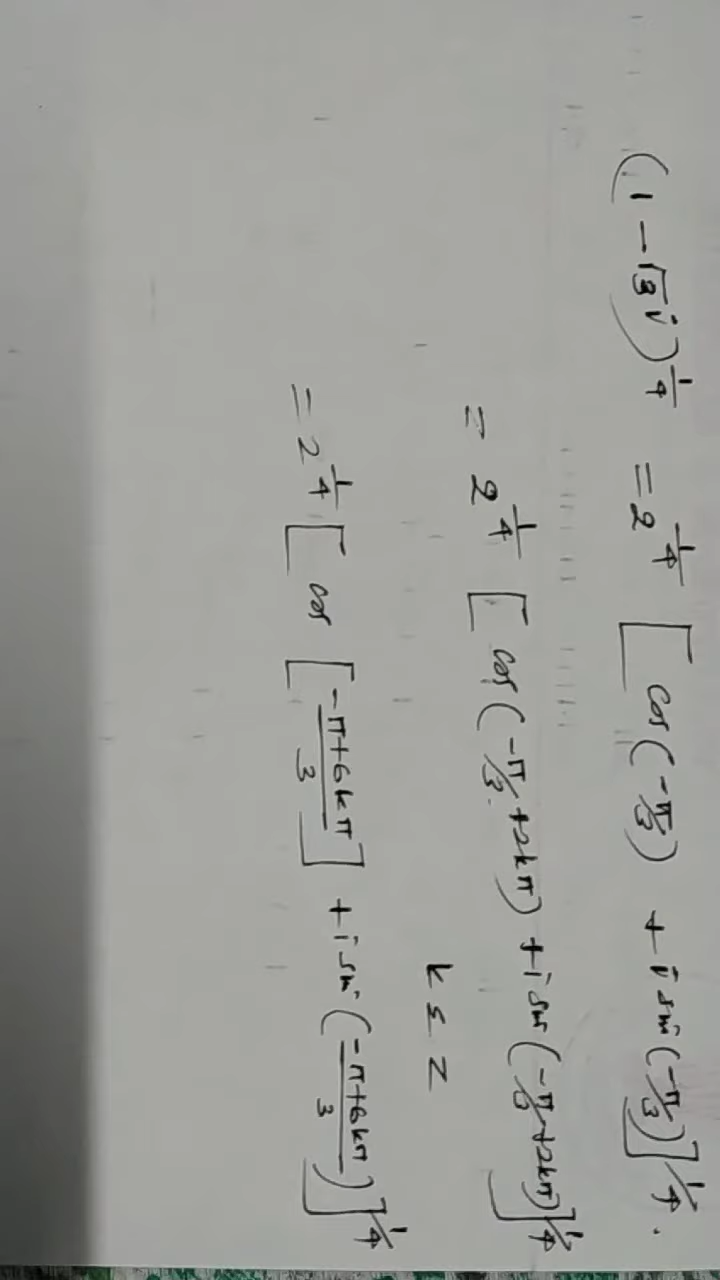 (1 - √3 i)^{1/4} = 2^{1/4} [ cos(-π/3) + i sin(-π/3) ]^{1/4}.
= 2^{1/4} [ cos(-π/3 + 2kπ) + i sin(-π/3 + 2kπ) ]^{1/4}
k ≤ Z
= 2^{1/4} [ cos [ (-π+6kπ)/3 ] + i sin ( (-π+6kπ)/3 ) ]^{1/4}